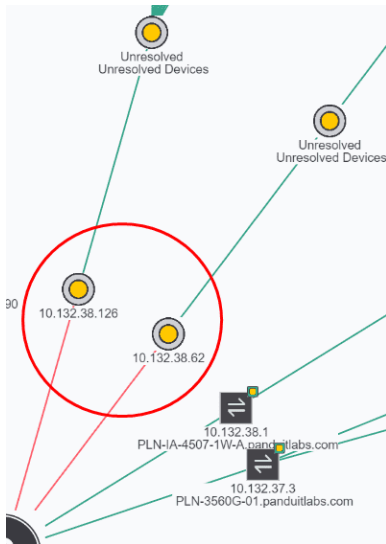 Unresolved
Unresolved Devices
Unresolved
Unresolved Devices
90
10.132.38.126
10.132.38.62
10.132.38.1
PLN-IA-4507-1W-A.panduitlabs.com
10.132.37.3
PLN-3560G-01.panduitlabs.com